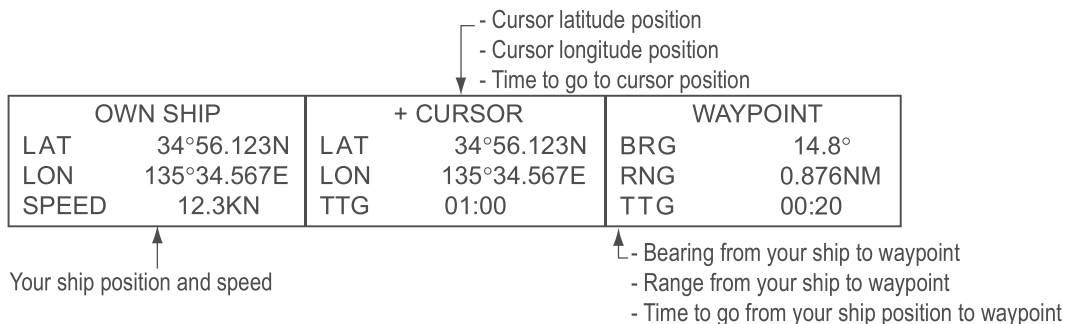 - Cursor latitude position
- Cursor longitude position
- Time to go to cursor position
OWN SHIP
LAT 34°56.123N
LON 135°34.567E
SPEED 12.3KN
+ CURSOR
LAT 34°56.123N
LON 135°34.567E
TTG 01:00
WAYPOINT
BRG 14.8°
RNG 0.876NM
TTG 00:20
Your ship position and speed
- Bearing from your ship to waypoint
- Range from your ship to waypoint
- Time to go from your ship position to waypoint